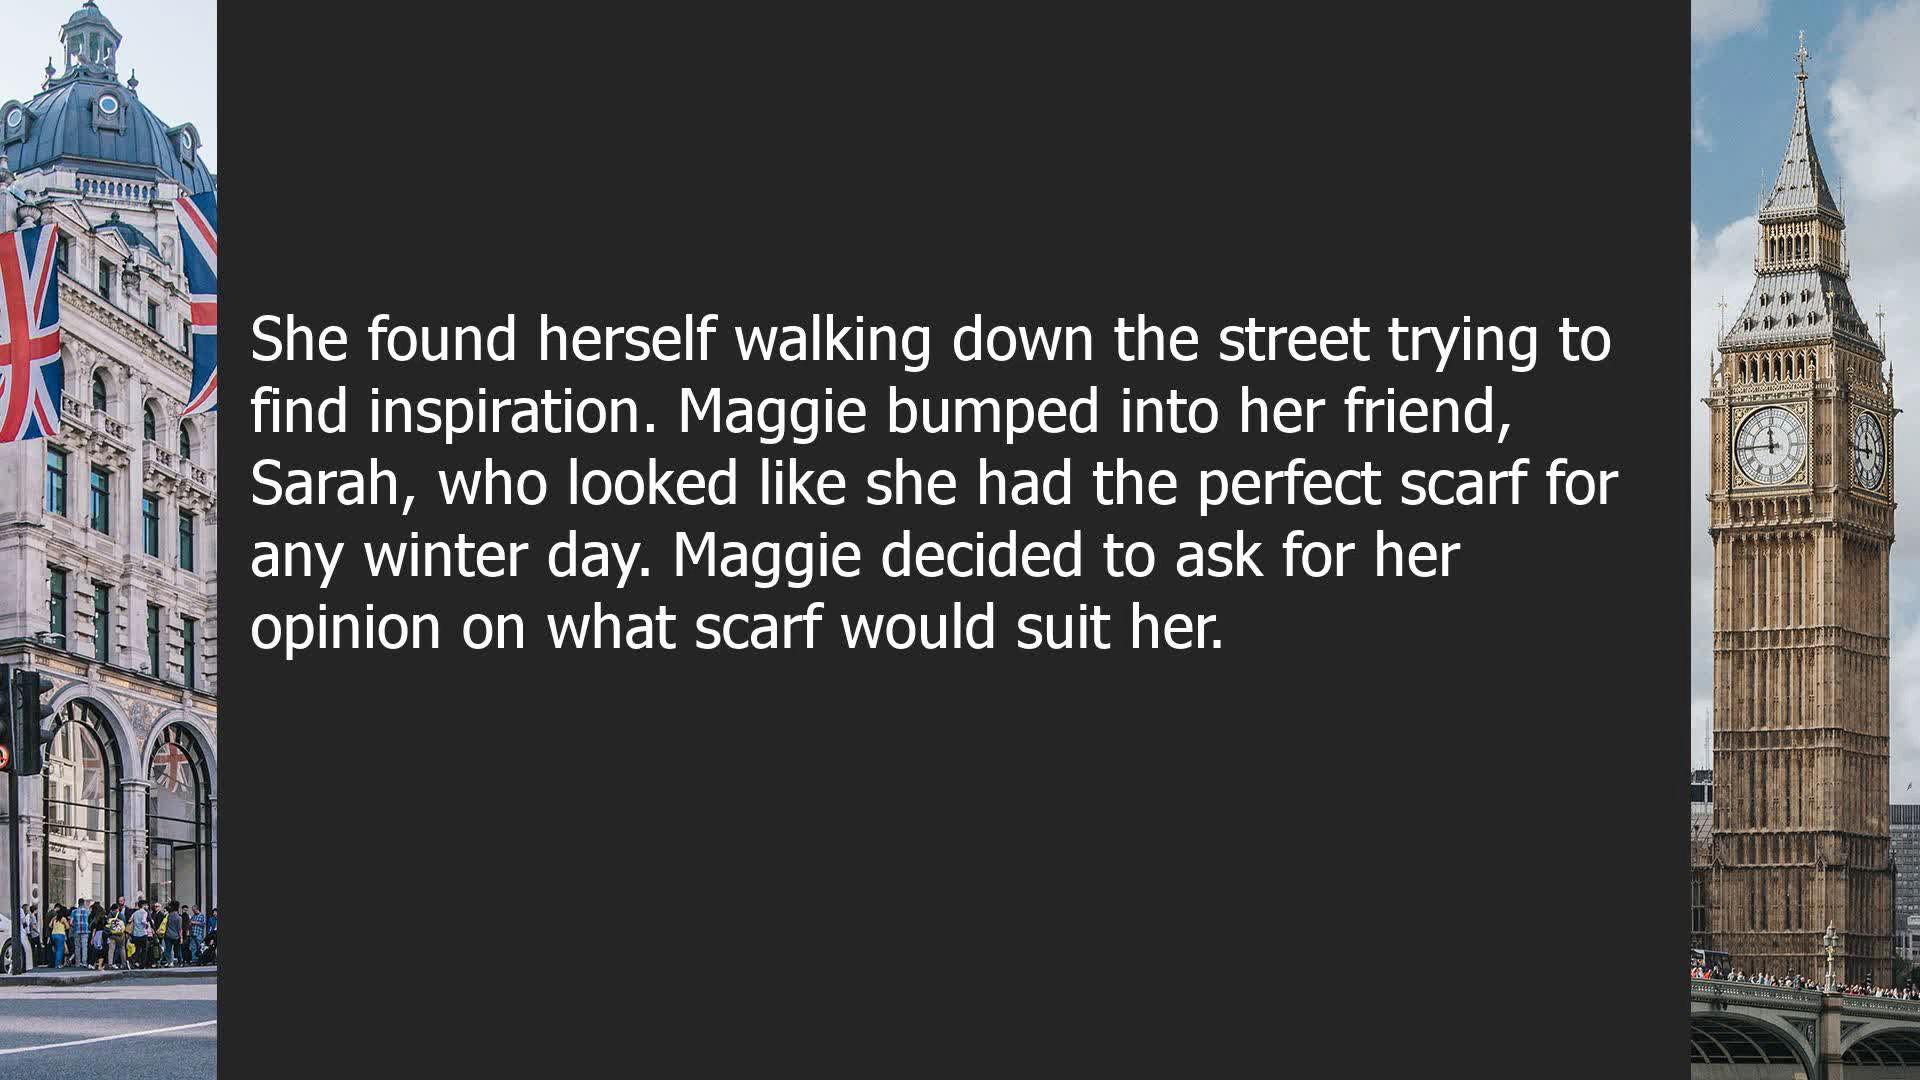 She found herself walking down the street trying to
find inspiration. Maggie bumped into her friend,
Sarah, who looked like she had the perfect scarf for
any winter day. Maggie decided to ask for her
opinion on what scarf would suit her.